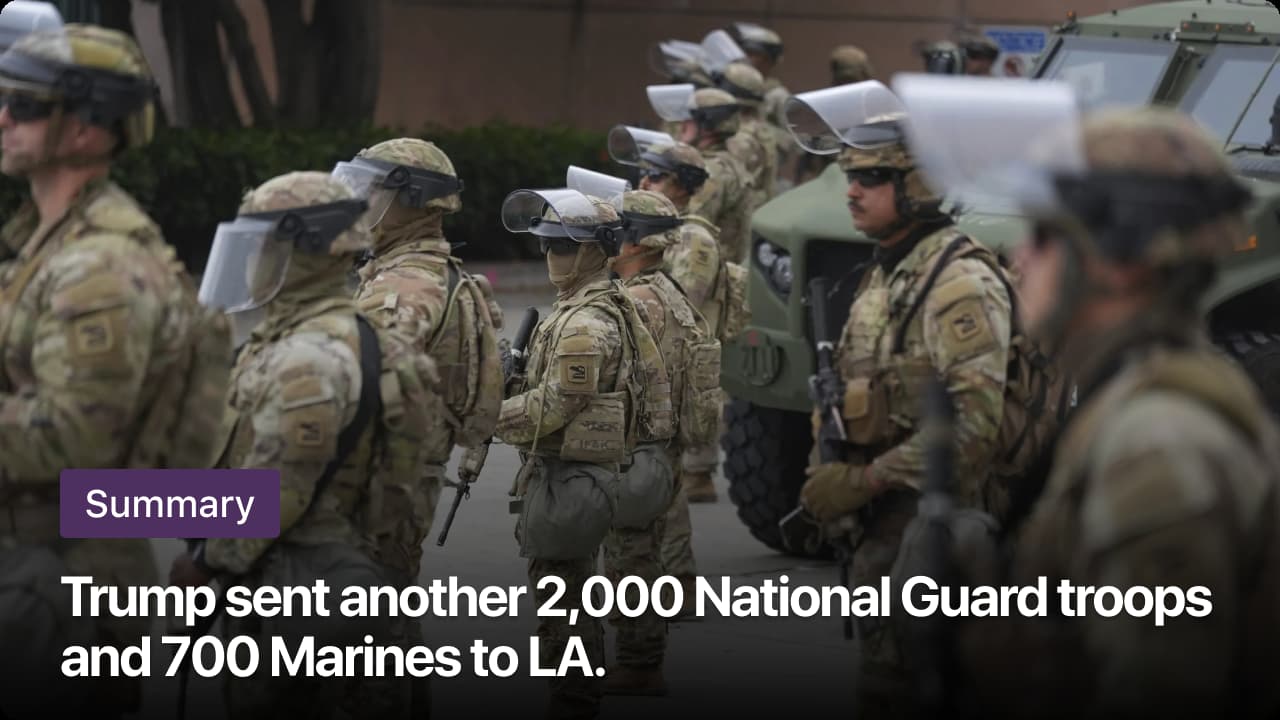 Summary
Trump sent another 2,000 National Guard troops
and 700 Marines to LA.